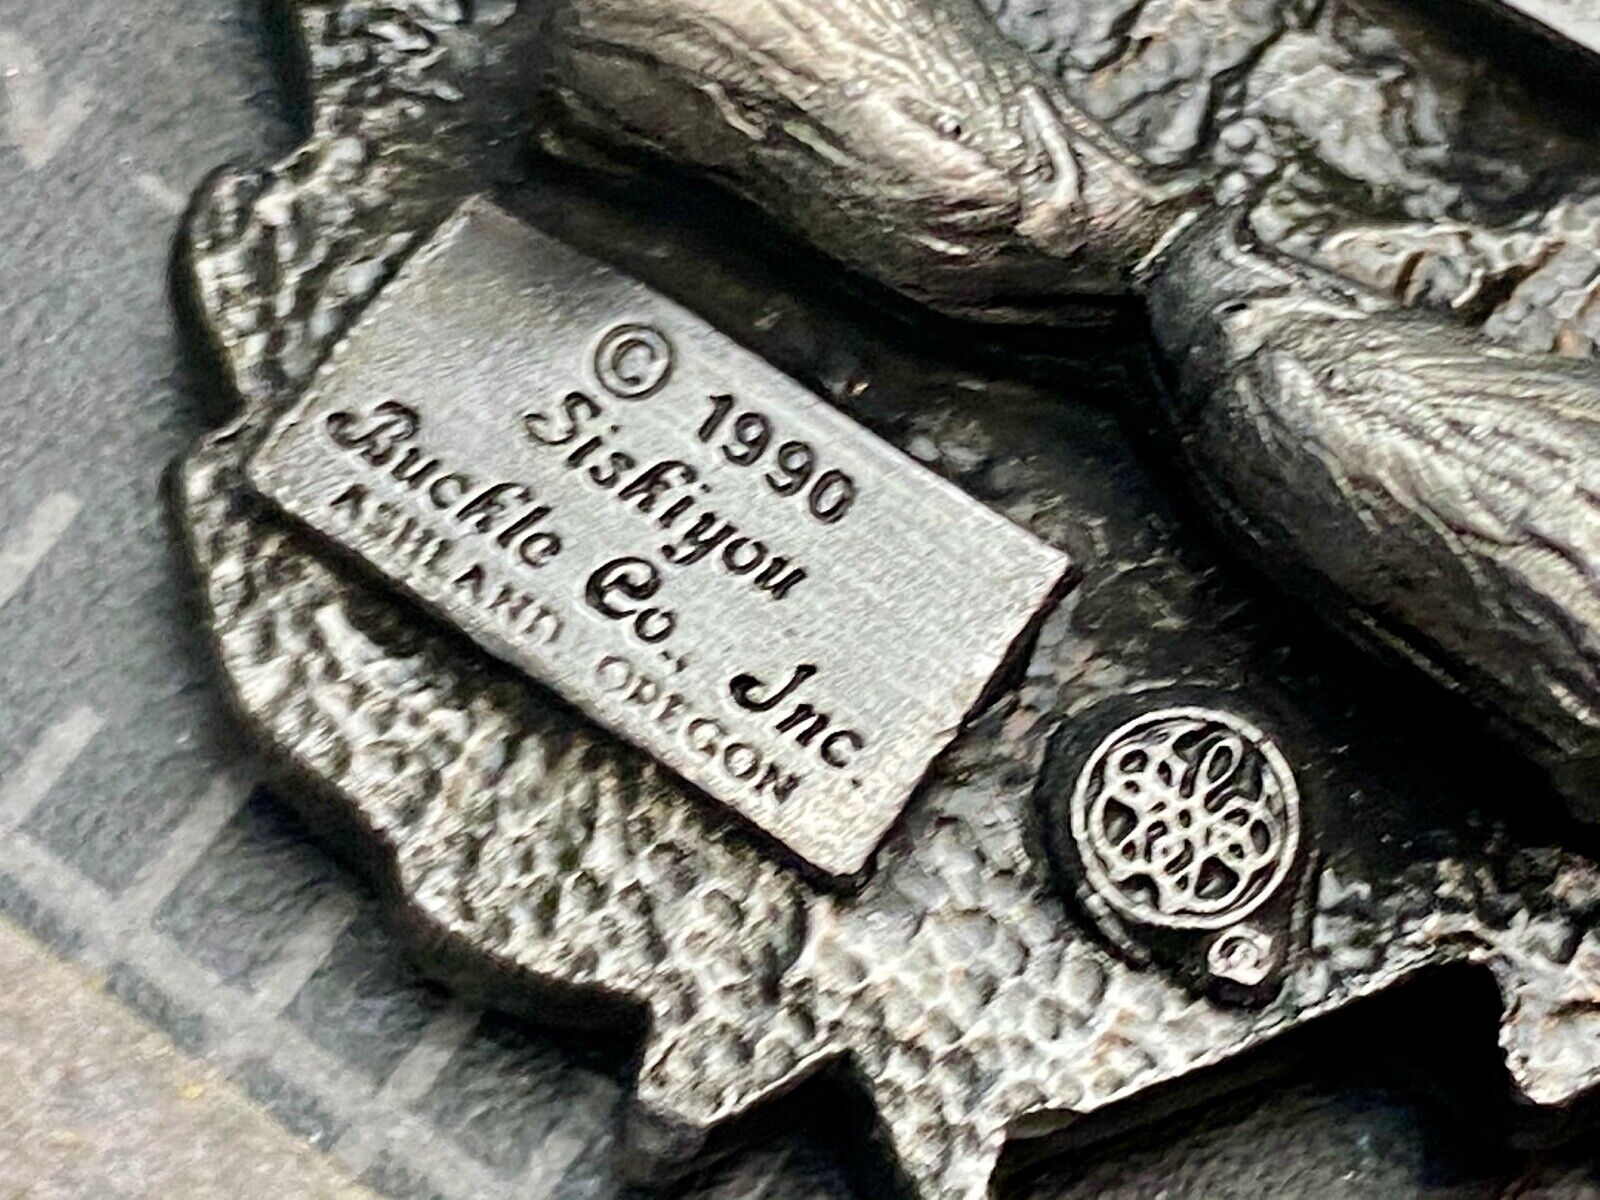 © 1990
Siskiyou
Buckle Co., Inc.
ASHLAND, OREGON